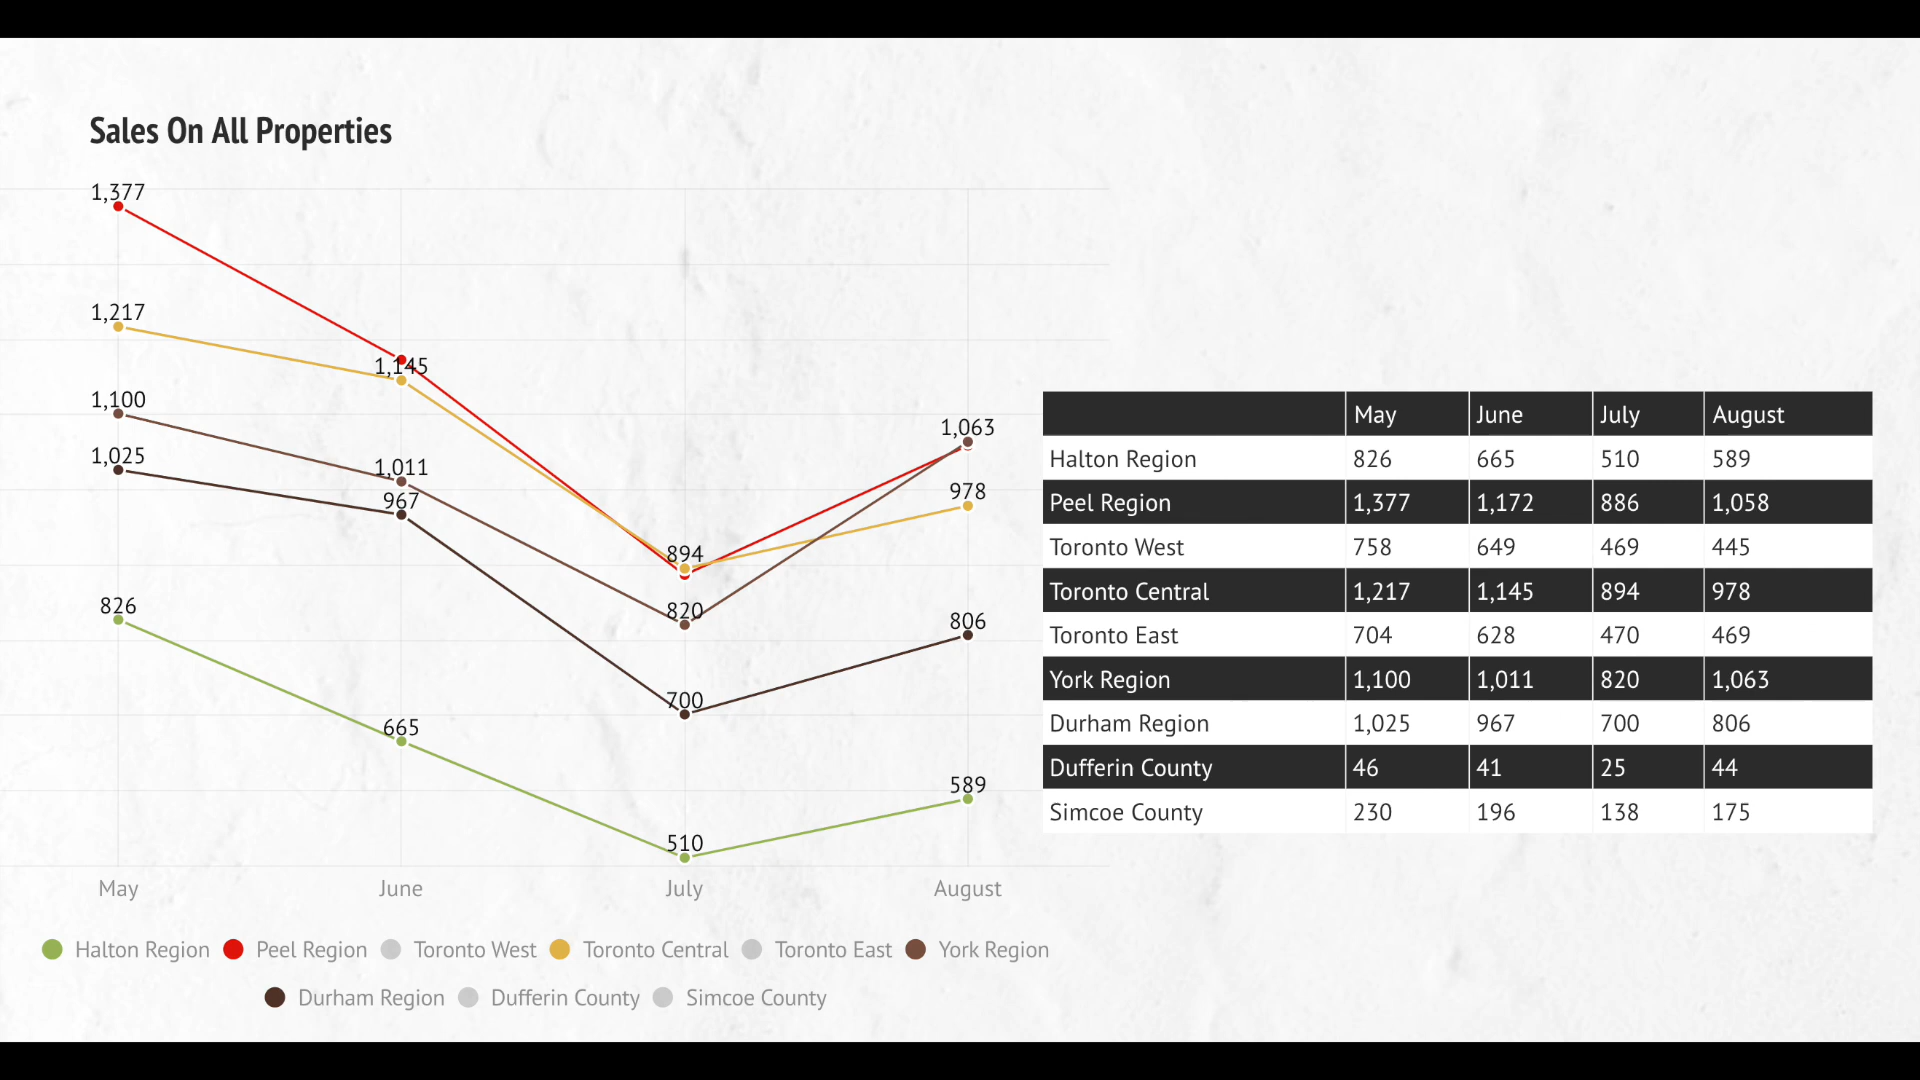 Sales On All Properties
1,377
1,217
1,145
1,100
1,063
1,025
1,011
978
967
894
826
820
806
700
665
589
510
May June July August
Halton Region Peel Region Toronto West Toronto Central Toronto East York Region
Durham Region Dufferin County Simcoe County
May June July August
Halton Region 826 665 510 589
Peel Region 1,377 1,172 886 1,058
Toronto West 758 649 469 445
Toronto Central 1,217 1,145 894 978
Toronto East 704 628 470 469
York Region 1,100 1,011 820 1,063
Durham Region 1,025 967 700 806
Dufferin County 46 41 25 44
Simcoe County 230 196 138 175